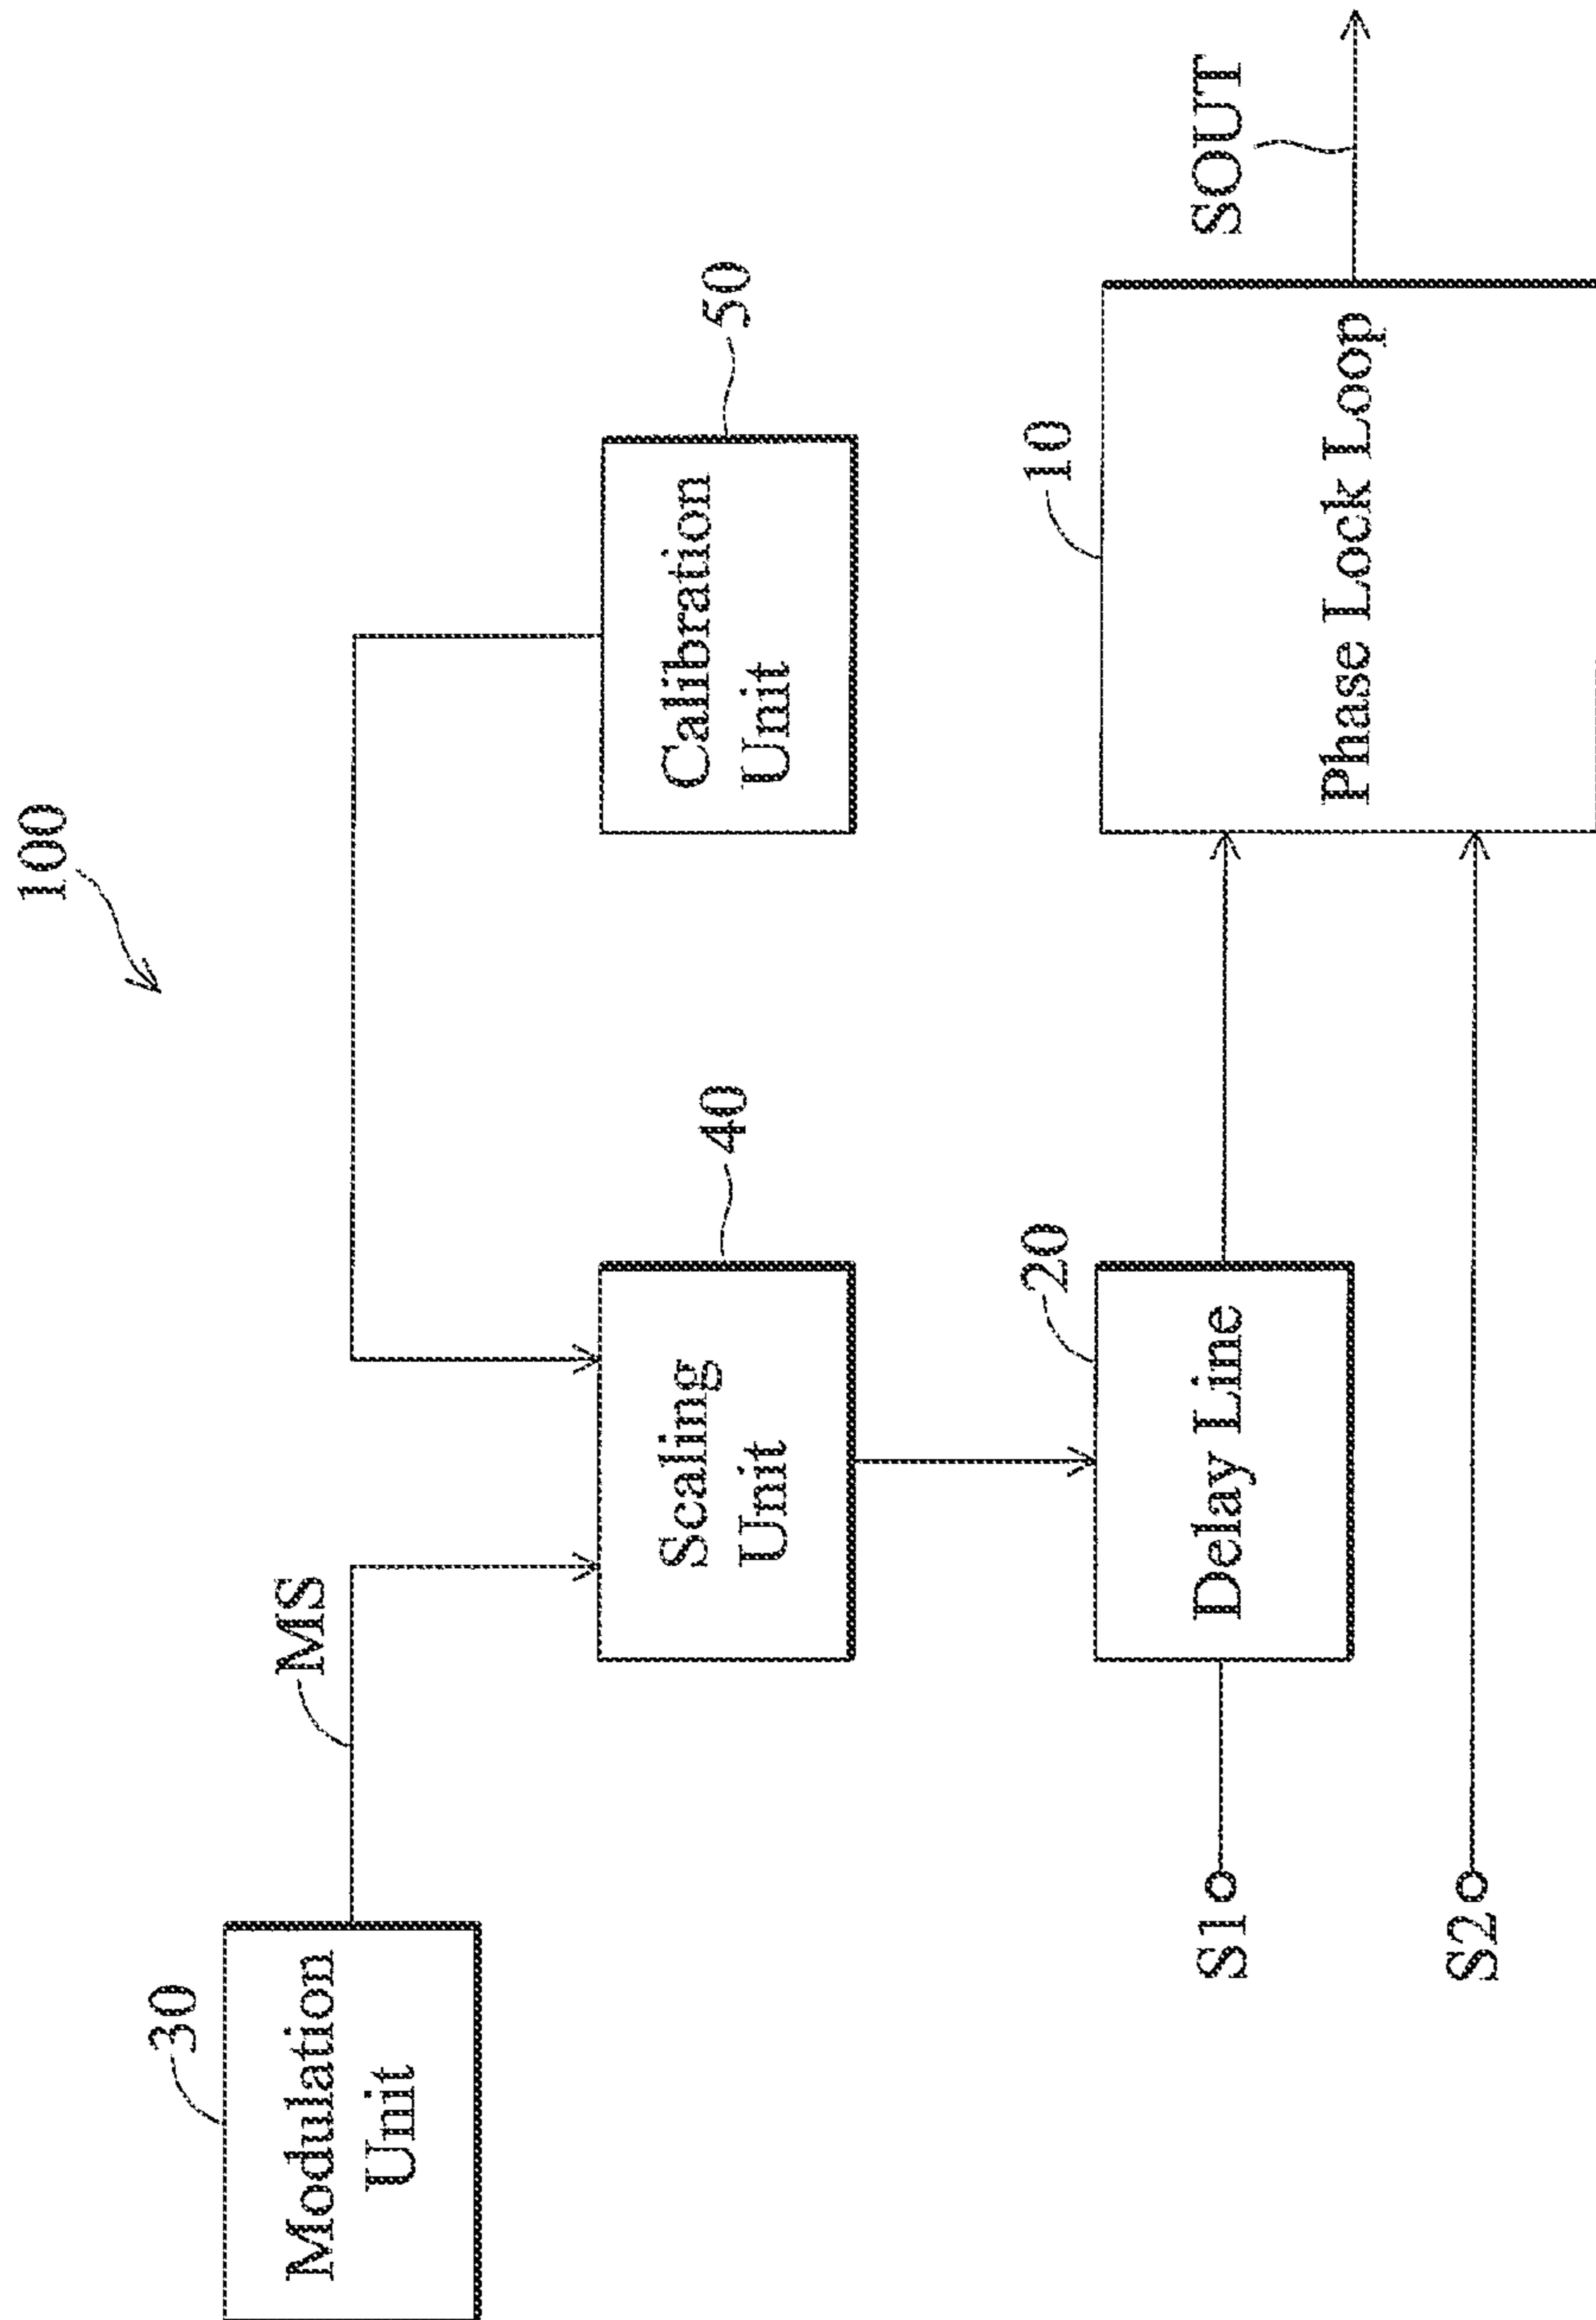 100
30
Modulation
Unit
MS
Scaling
Unit
40
Calibration
Unit
50
S1
Delay Line
20
10
Phase Lock Loop
SOUT
S2